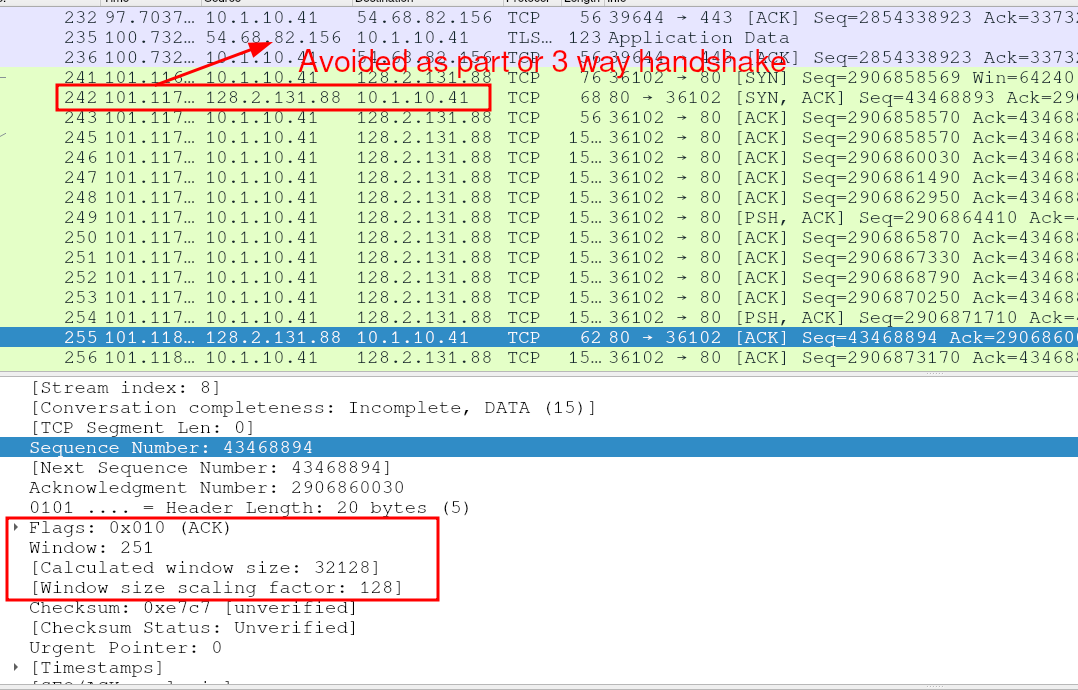 Time Source Destination Protocol Length Info
232 97.7037… 10.1.10.41 54.68.82.156 TCP 56 39644 → 443 [ACK] Seq=2854338923 Ack=3373
235 100.732… 54.68.82.156 10.1.10.41 TLS… 123 Application Data
236 100.732… 10.1.10.41 54.68.82.156 TCP 56 39644 → 443 [ACK] Seq=2854338923 Ack=3373
Avoided as part or 3 way handshake
241 101.116… 10.1.10.41 128.2.131.88 TCP 76 36102 → 80 [SYN] Seq=2906858569 Win=64240
242 101.117… 128.2.131.88 10.1.10.41 TCP 68 80 → 36102 [SYN, ACK] Seq=43468893 Ack=290
243 101.117… 10.1.10.41 128.2.131.88 TCP 56 36102 → 80 [ACK] Seq=2906858570 Ack=43468
245 101.117… 10.1.10.41 128.2.131.88 TCP 15… 36102 → 80 [ACK] Seq=2906858570 Ack=43468
246 101.117… 10.1.10.41 128.2.131.88 TCP 15… 36102 → 80 [ACK] Seq=2906860030 Ack=43468
247 101.117… 10.1.10.41 128.2.131.88 TCP 15… 36102 → 80 [ACK] Seq=2906861490 Ack=43468
248 101.117… 10.1.10.41 128.2.131.88 TCP 15… 36102 → 80 [ACK] Seq=2906862950 Ack=43468
249 101.117… 10.1.10.41 128.2.131.88 TCP 15… 36102 → 80 [PSH, ACK] Seq=2906864410 Ack=
250 101.117… 10.1.10.41 128.2.131.88 TCP 15… 36102 → 80 [ACK] Seq=2906865870 Ack=43468
251 101.117… 10.1.10.41 128.2.131.88 TCP 15… 36102 → 80 [ACK] Seq=2906867330 Ack=43468
252 101.117… 10.1.10.41 128.2.131.88 TCP 15… 36102 → 80 [ACK] Seq=2906868790 Ack=43468
253 101.117… 10.1.10.41 128.2.131.88 TCP 15… 36102 → 80 [ACK] Seq=2906870250 Ack=43468
254 101.117… 10.1.10.41 128.2.131.88 TCP 15… 36102 → 80 [PSH, ACK] Seq=2906871710 Ack=
255 101.118… 128.2.131.88 10.1.10.41 TCP 62 80 → 36102 [ACK] Seq=43468894 Ack=29068600
256 101.118… 10.1.10.41 128.2.131.88 TCP 15… 36102 → 80 [ACK] Seq=2906873170 Ack=43468
[Stream index: 8]
[Conversation completeness: Incomplete, DATA (15)]
[TCP Segment Len: 0]
Sequence Number: 43468894
[Next Sequence Number: 43468894]
Acknowledgment Number: 2906860030
0101 .... = Header Length: 20 bytes (5)
Flags: 0x010 (ACK)
Window: 251
[Calculated window size: 32128]
[Window size scaling factor: 128]
Checksum: 0xe7c7 [unverified]
[Checksum Status: Unverified]
Urgent Pointer: 0
[Timestamps]